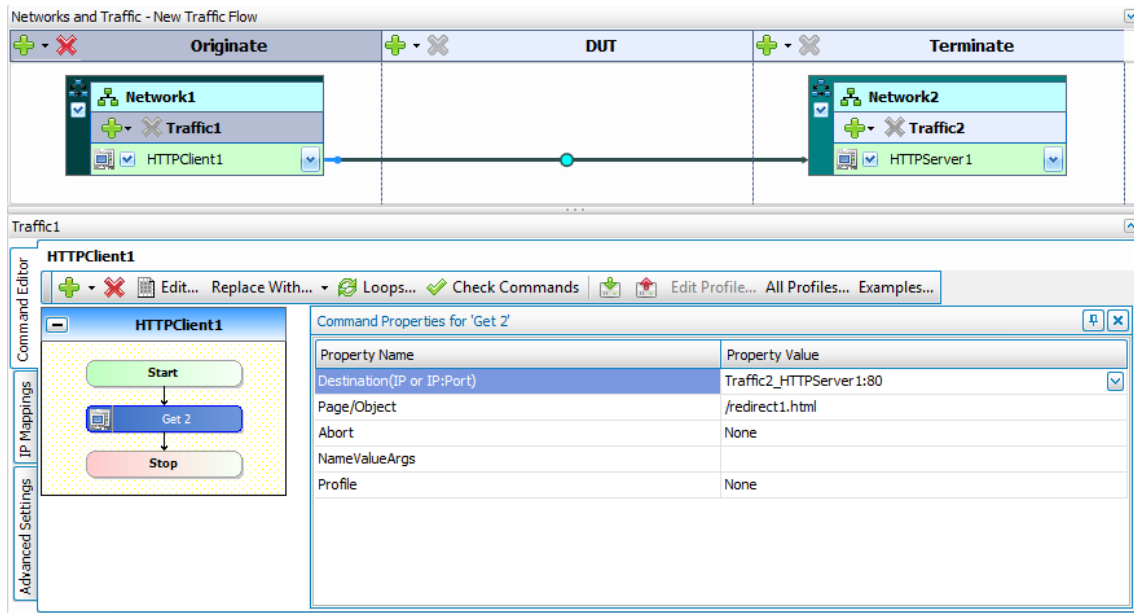 Networks and Traffic - New Traffic Flow
Originate
DUT
Terminate
Network1
Traffic1
HTTPClient1
Network2
Traffic2
HTTPServer1
Traffic1
Command Editor
IP Mappings
Advanced Settings
HTTPClient1
Edit... Replace With... Loops... Check Commands Edit Profile... All Profiles... Examples...
HTTPClient1
Start
Get 2
Stop
Command Properties for 'Get 2'
Property Name Property Value
Destination(IP or IP:Port) Traffic2_HTTPServer1:80
Page/Object /redirect1.html
Abort None
NameValueArgs
Profile None